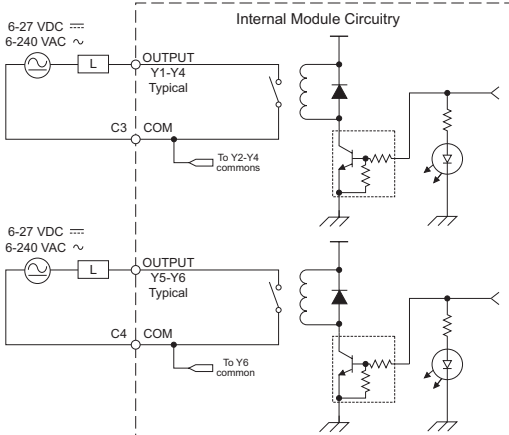 Internal Module Circuitry
6-27 VDC ⎓
6-240 VAC ∿
L
OUTPUT
Y1-Y4
Typical
C3
COM
To Y2-Y4
commons
6-27 VDC ⎓
6-240 VAC ∿
L
OUTPUT
Y5-Y6
Typical
C4
COM
To Y6
common